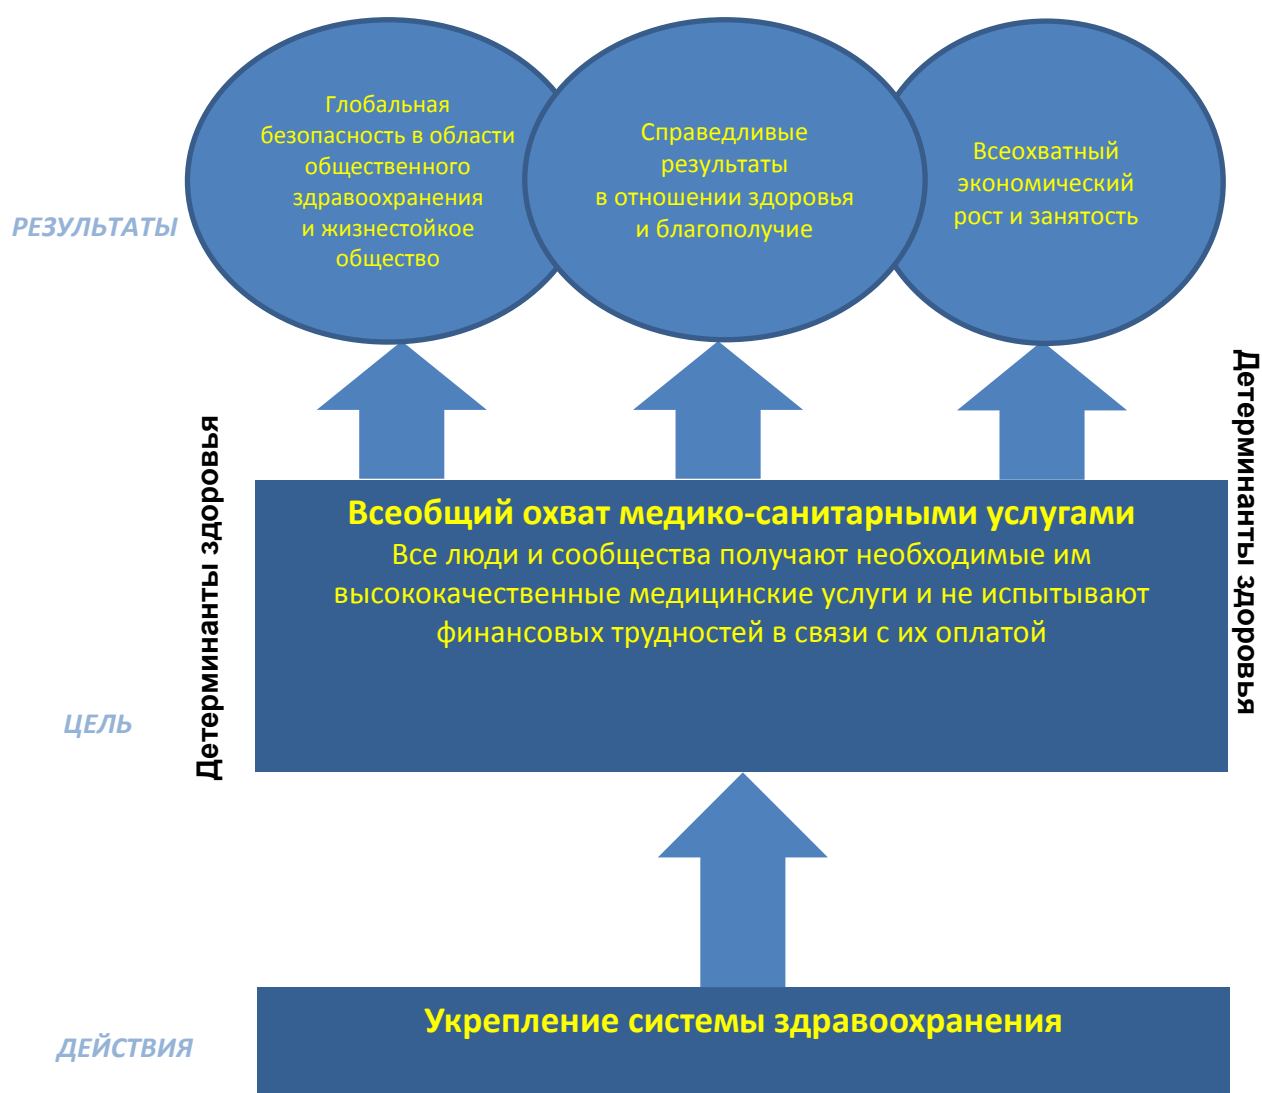 Глобальная
безопасность в области
общественного
здравоохранения
и жизнестойкое
общество
Справедливые
результаты
в отношении здоровья
и благополучие
Всеохватный
экономический
рост и занятость
РЕЗУЛЬТАТЫ
Детерминанты здоровья
Детерминанты здоровья
Всеобщий охват медико-санитарными услугами
Все люди и сообщества получают необходимые им
высококачественные медицинские услуги и не испытывают
финансовых трудностей в связи с их оплатой
ЦЕЛЬ
Укрепление системы здравоохранения
ДЕЙСТВИЯ